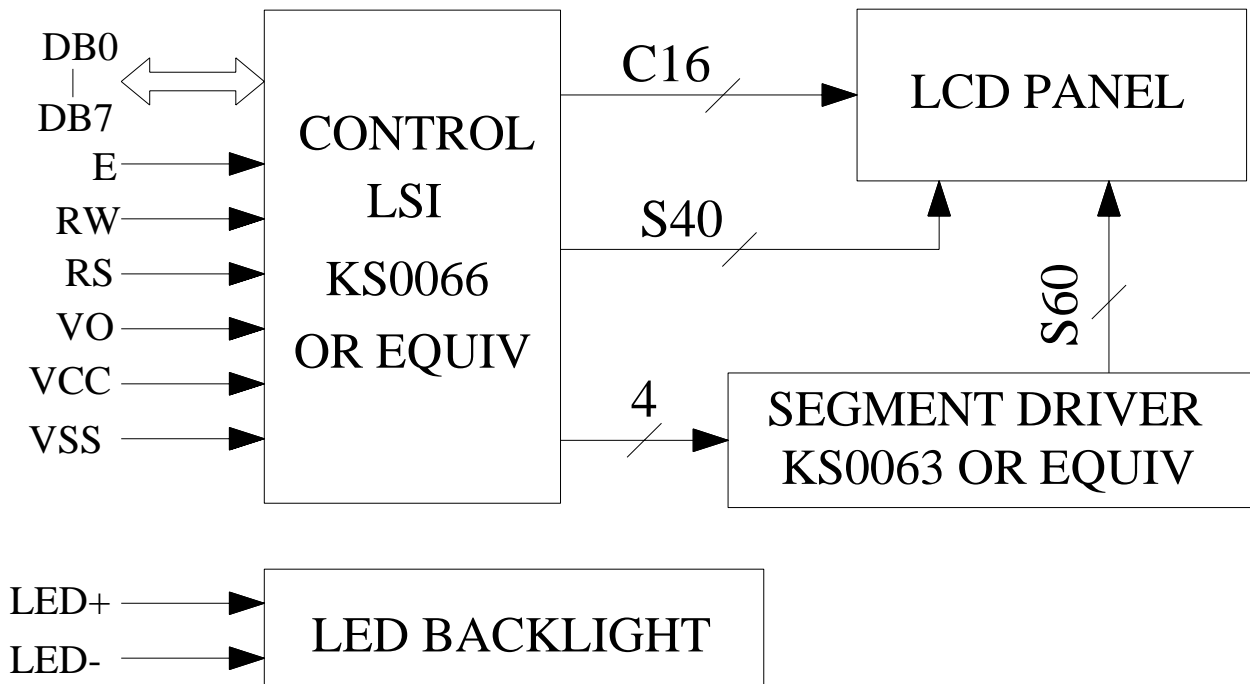 DB0
DB7
E
RW
RS
VO
VCC
VSS
CONTROL
LSI
KS0066
OR EQUIV
C16
S40
4
LCD PANEL
S60
SEGMENT DRIVER
KS0063 OR EQUIV
LED+
LED-
LED BACKLIGHT